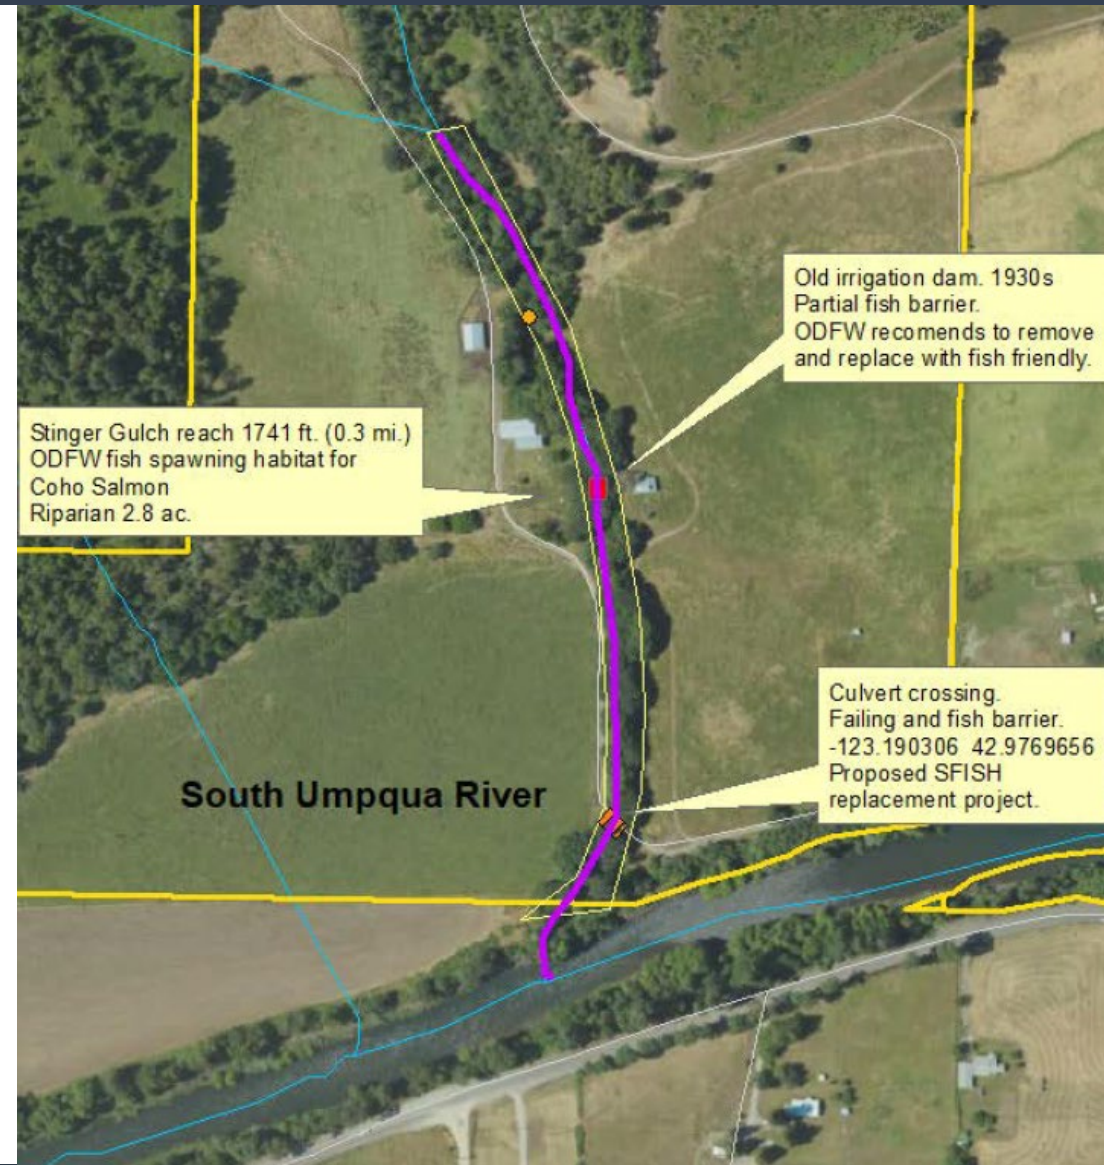 Old irrigation dam. 1930s
Partial fish barrier.
ODFW recomends to remove
and replace with fish friendly.
Stinger Gulch reach 1741 ft. (0.3 mi.)
ODFW fish spawning habitat for
Coho Salmon
Riparian 2.8 ac.
Culvert crossing.
Failing and fish barrier.
-123.190306 42.9769656
Proposed SFISH
replacement project.
South Umpqua River